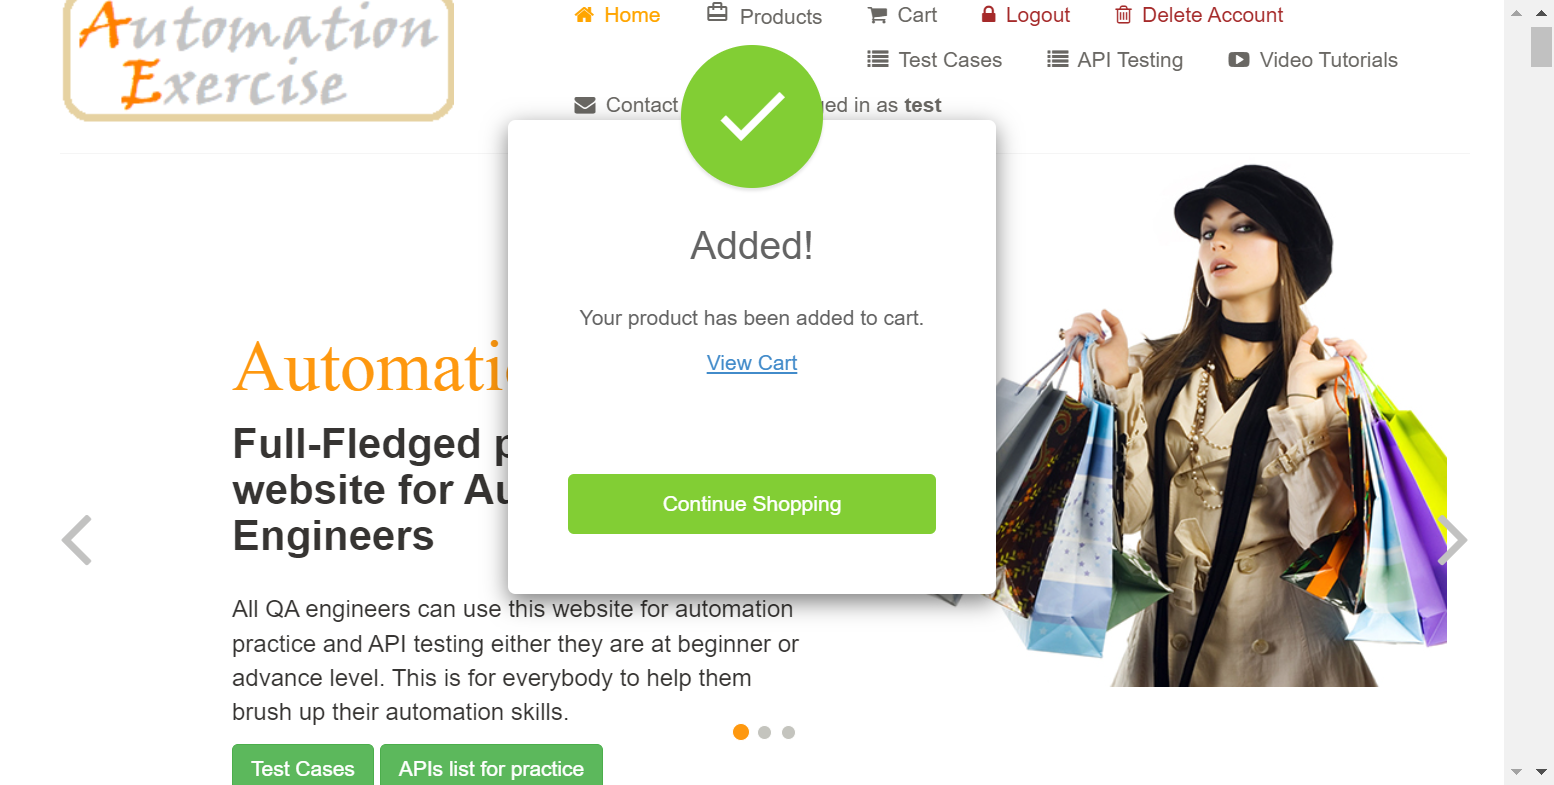 Automation
Exercise
Home
Products
Cart
Logout
Delete Account
Test Cases
API Testing
Video Tutorials
Contact
ged in as test
Added!
Your product has been added to cart.
View Cart
Continue Shopping
Automati
Full-Fledged p
website for Au
Engineers
All QA engineers can use this website for automation
practice and API testing either they are at beginner or
advance level. This is for everybody to help them
brush up their automation skills.
Test Cases
APIs list for practice